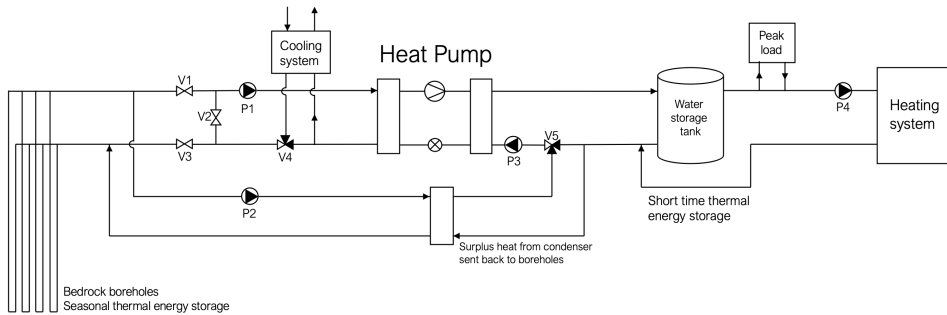 Cooling
system
Heat Pump
Peak
load
V1
P1
V2
V3
V4
P3
V5
Water
storage
tank
P4
Heating
system
P2
Short time thermal
energy storage
Surplus heat from condenser
sent back to boreholes
Bedrock boreholes
Seasonal thermal energy storage